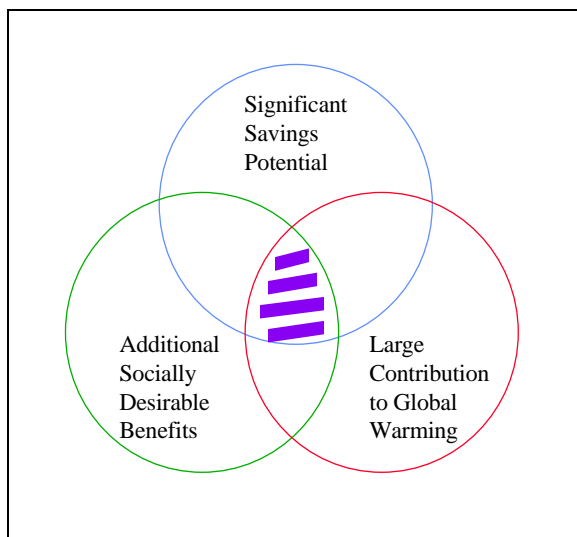 Significant
Savings
Potential
Additional
Socially
Desirable
Benefits
Large
Contribution
to Global
Warming